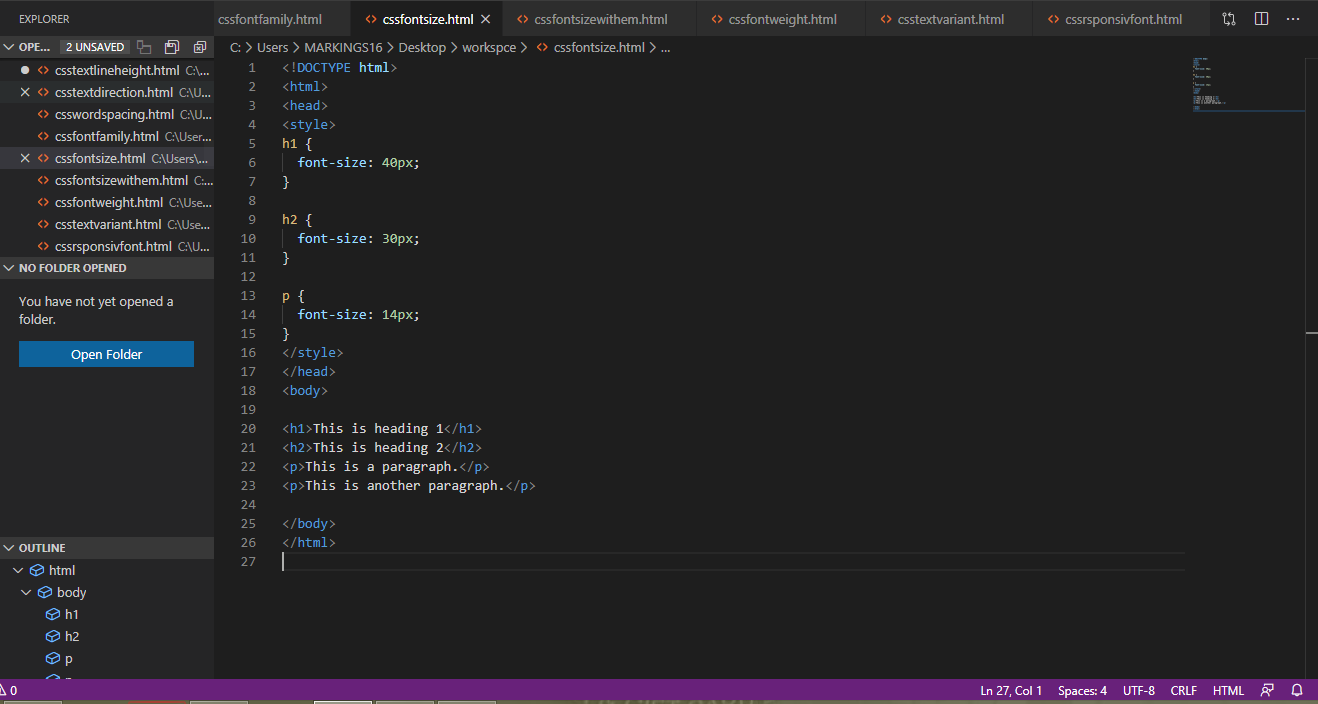 EXPLORER
cssfontfamily.html
cssfontsize.html
cssfontsizewithem.html
cssfontweight.html
csstextvariant.html
cssrsponsivfont.html
OPE... 2 UNSAVED
csstextlineheight.html C:\...
csstextdirection.html C:\U...
csswordspacing.html C:\U...
cssfontfamily.html C:\User...
cssfontsize.html C:\Users\...
cssfontsizewithem.html C:...
cssfontweight.html C:\Use...
csstextvariant.html C:\Use...
cssrsponsivfont.html C:\U...
NO FOLDER OPENED
You have not yet opened a
folder.
Open Folder
OUTLINE
html
body
h1
h2
p
C: > Users > MARKINGS16 > Desktop > workspce > cssfontsize.html > ...
1 <!DOCTYPE html>
2 <html>
3 <head>
4 <style>
5 h1 {
6   font-size: 40px;
7 }
8
9 h2 {
10   font-size: 30px;
11 }
12
13 p {
14   font-size: 14px;
15 }
16 </style>
17 </head>
18 <body>
19
20 <h1>This is heading 1</h1>
21 <h2>This is heading 2</h2>
22 <p>This is a paragraph.</p>
23 <p>This is another paragraph.</p>
24
25 </body>
26 </html>
27
0
Ln 27, Col 1 Spaces: 4 UTF-8 CRLF HTML